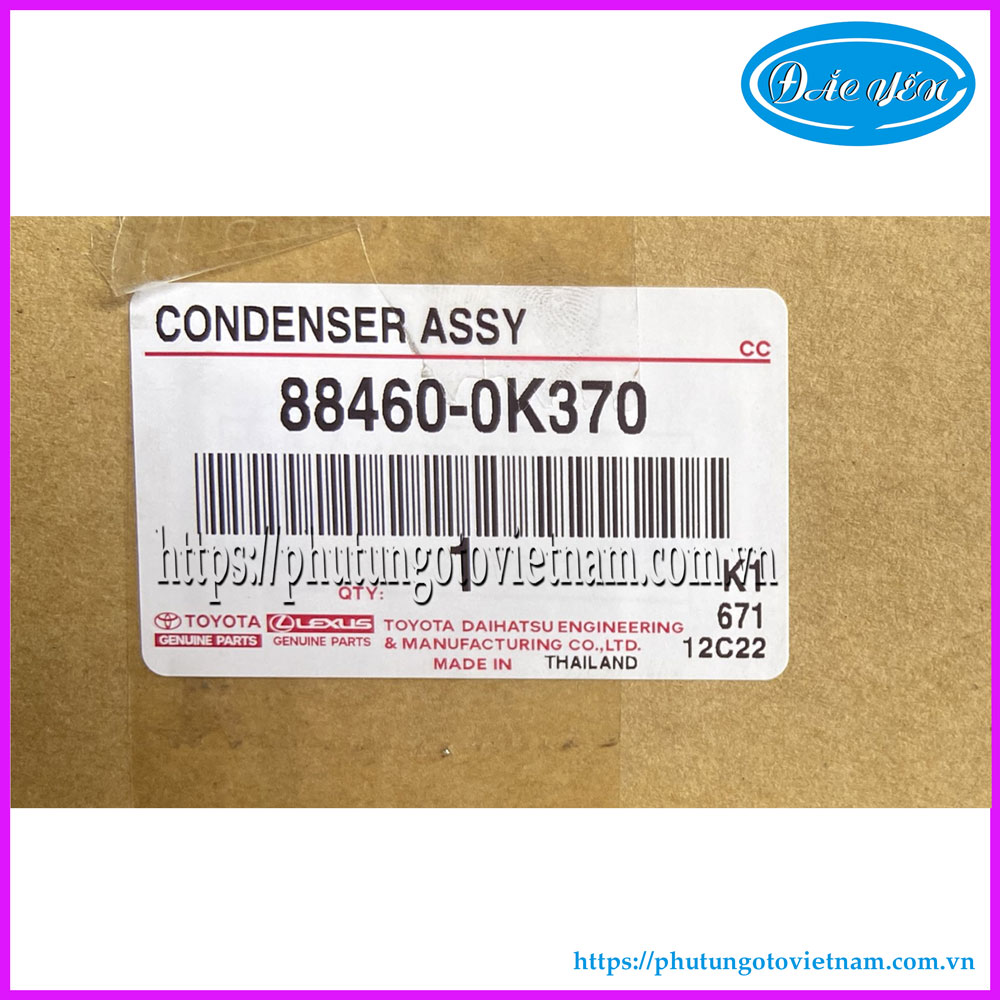 ĐẮC YẾN
CONDENSER ASSY
CC
88460-0K370
https://phutungotovietnam.com.vn
QTY: 1
K1
671
12C22
TOYOTA
GENUINE PARTS
LEXUS
GENUINE PARTS
TOYOTA DAIHATSU ENGINEERING
& MANUFACTURING CO.,LTD.
MADE IN THAILAND
https://phutungotovietnam.com.vn